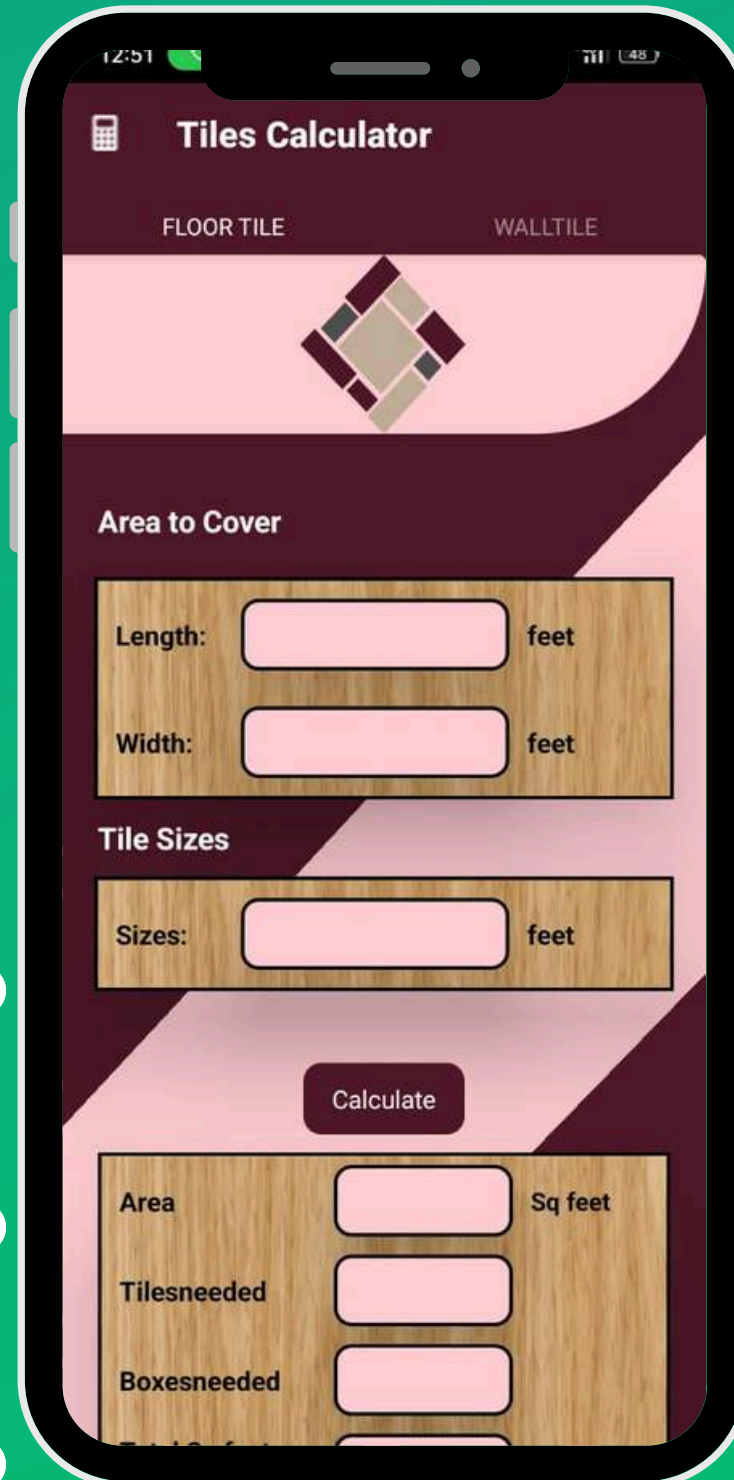 12:51 48
Tiles Calculator
FLOOR TILE WALLTILE
Area to Cover
Length: feet
Width: feet
Tile Sizes
Sizes: feet
Calculate
Area Sq feet
Tilesneeded
Boxesneeded